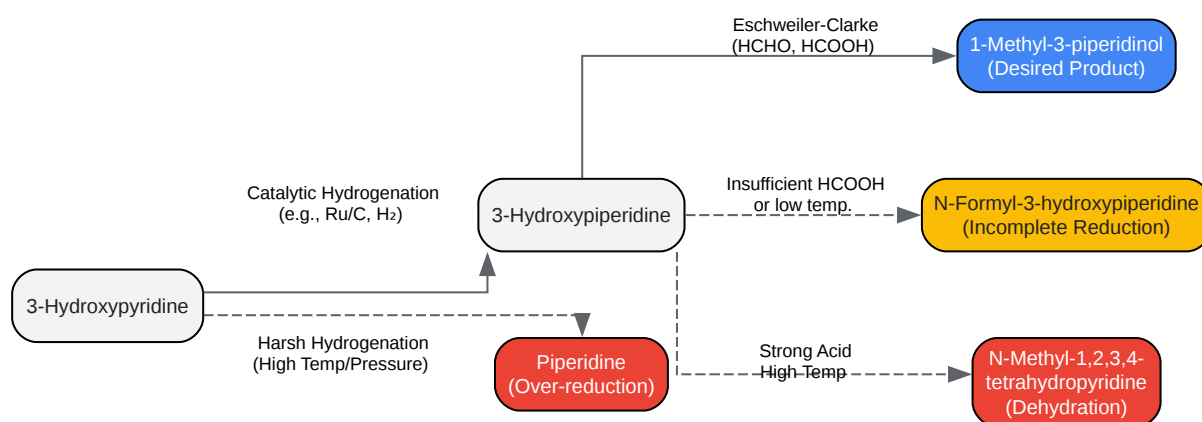 Eschweiler-Clarke
(HCHO, HCOOH)
1-Methyl-3-piperidinol
(Desired Product)
Catalytic Hydrogenation
(e.g., Ru/C, H₂)
3-Hydroxypiperidine
Insufficient HCOOH
or low temp.
N-Formyl-3-hydroxypiperidine
(Incomplete Reduction)
3-Hydroxypyridine
Harsh Hydrogenation
(High Temp/Pressure)
Piperidine
(Over-reduction)
Strong Acid
High Temp
N-Methyl-1,2,3,4-
tetrahydropyridine
(Dehydration)